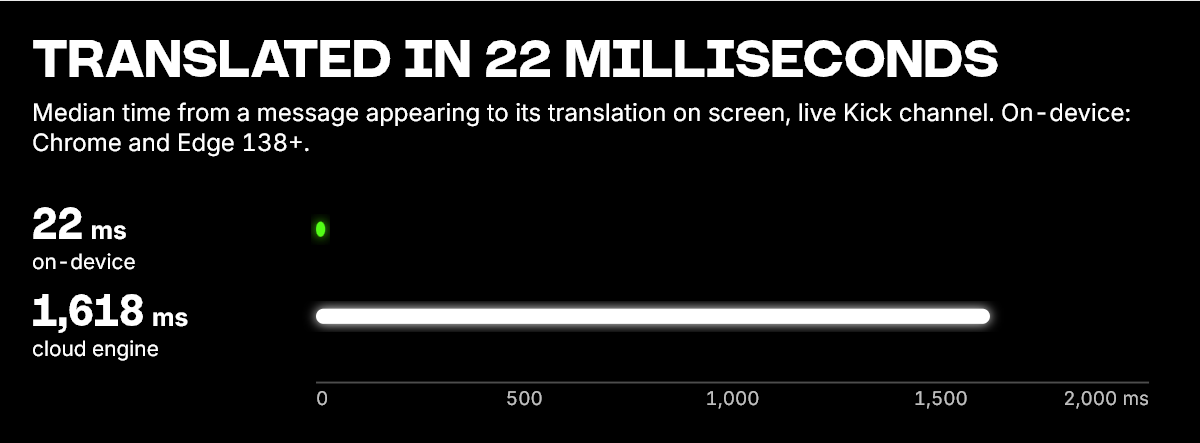 TRANSLATED IN 22 MILLISECONDS
Median time from a message appearing to its translation on screen, live Kick channel. On-device:
Chrome and Edge 138+.
22 ms
on-device
1,618 ms
cloud engine
0 500 1,000 1,500 2,000 ms